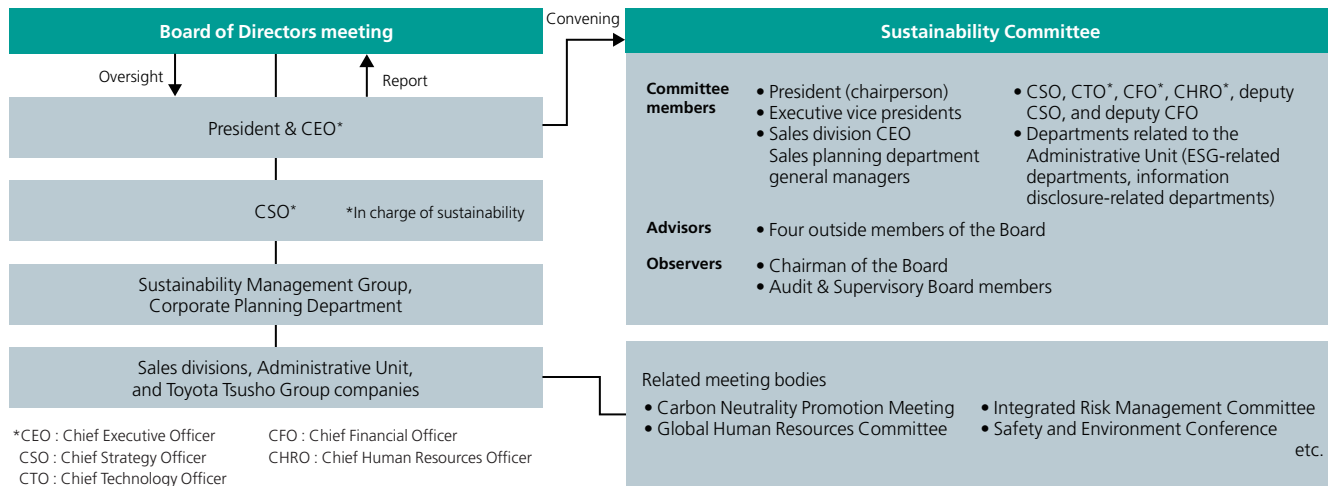 Board of Directors meeting
Oversight
Report
President & CEO*
CSO* *In charge of sustainability
Sustainability Management Group,
Corporate Planning Department
Sales divisions, Administrative Unit,
and Toyota Tsusho Group companies
*CEO : Chief Executive Officer
CSO : Chief Strategy Officer
CTO : Chief Technology Officer
CFO : Chief Financial Officer
CHRO : Chief Human Resources Officer
Convening
Sustainability Committee
Committee
members
• President (chairperson)
• Executive vice presidents
• Sales division CEO
Sales planning department
general managers
• CSO, CTO*, CFO*, CHRO*, deputy
CSO, and deputy CFO
• Departments related to the
Administrative Unit (ESG-related
departments, information
disclosure-related departments)
Advisors
• Four outside members of the Board
Observers
• Chairman of the Board
• Audit & Supervisory Board members
Related meeting bodies
• Carbon Neutrality Promotion Meeting
• Global Human Resources Committee
• Integrated Risk Management Committee
• Safety and Environment Conference
etc.